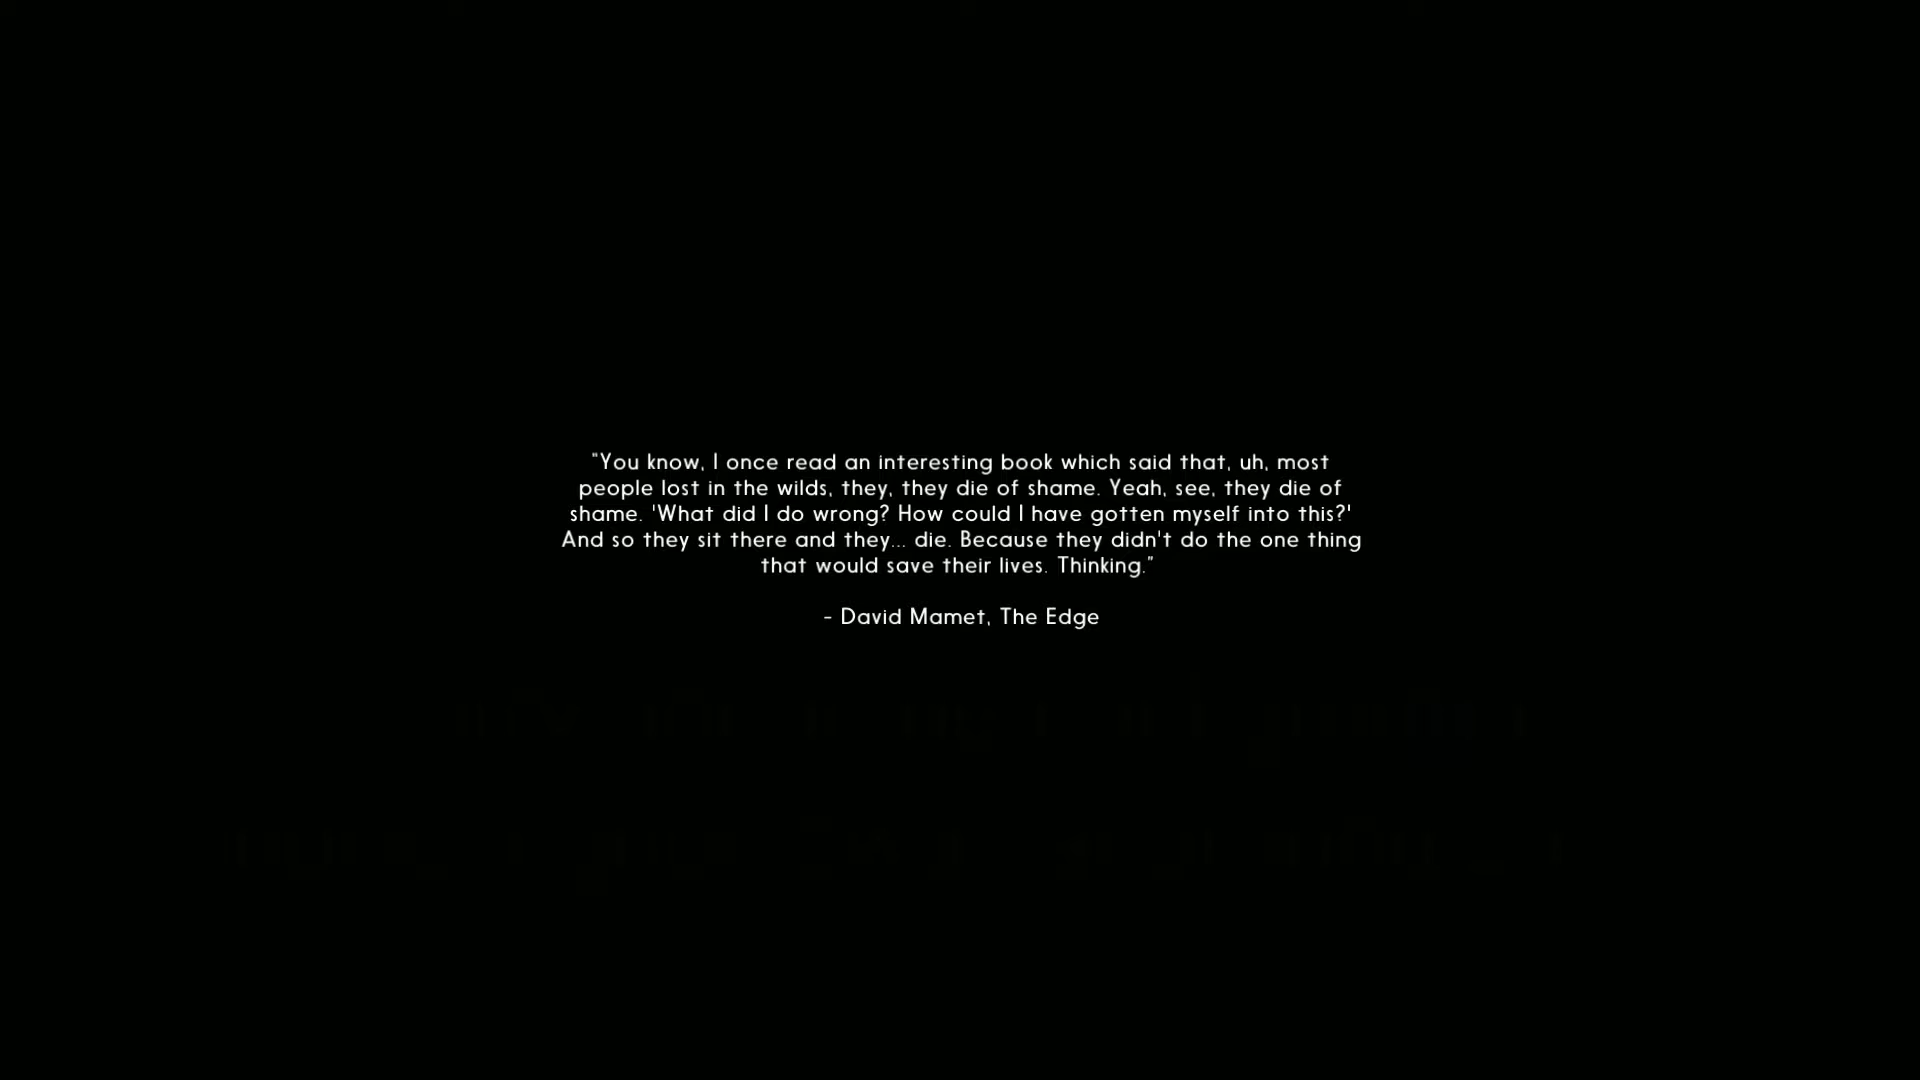 "You know, I once read an interesting book which said that, uh, most
people lost in the wilds, they, they die of shame. Yeah, see, they die of
shame. 'What did I do wrong? How could I have gotten myself into this?'
And so they sit there and they... die. Because they didn't do the one thing
that would save their lives. Thinking."
- David Mamet, The Edge